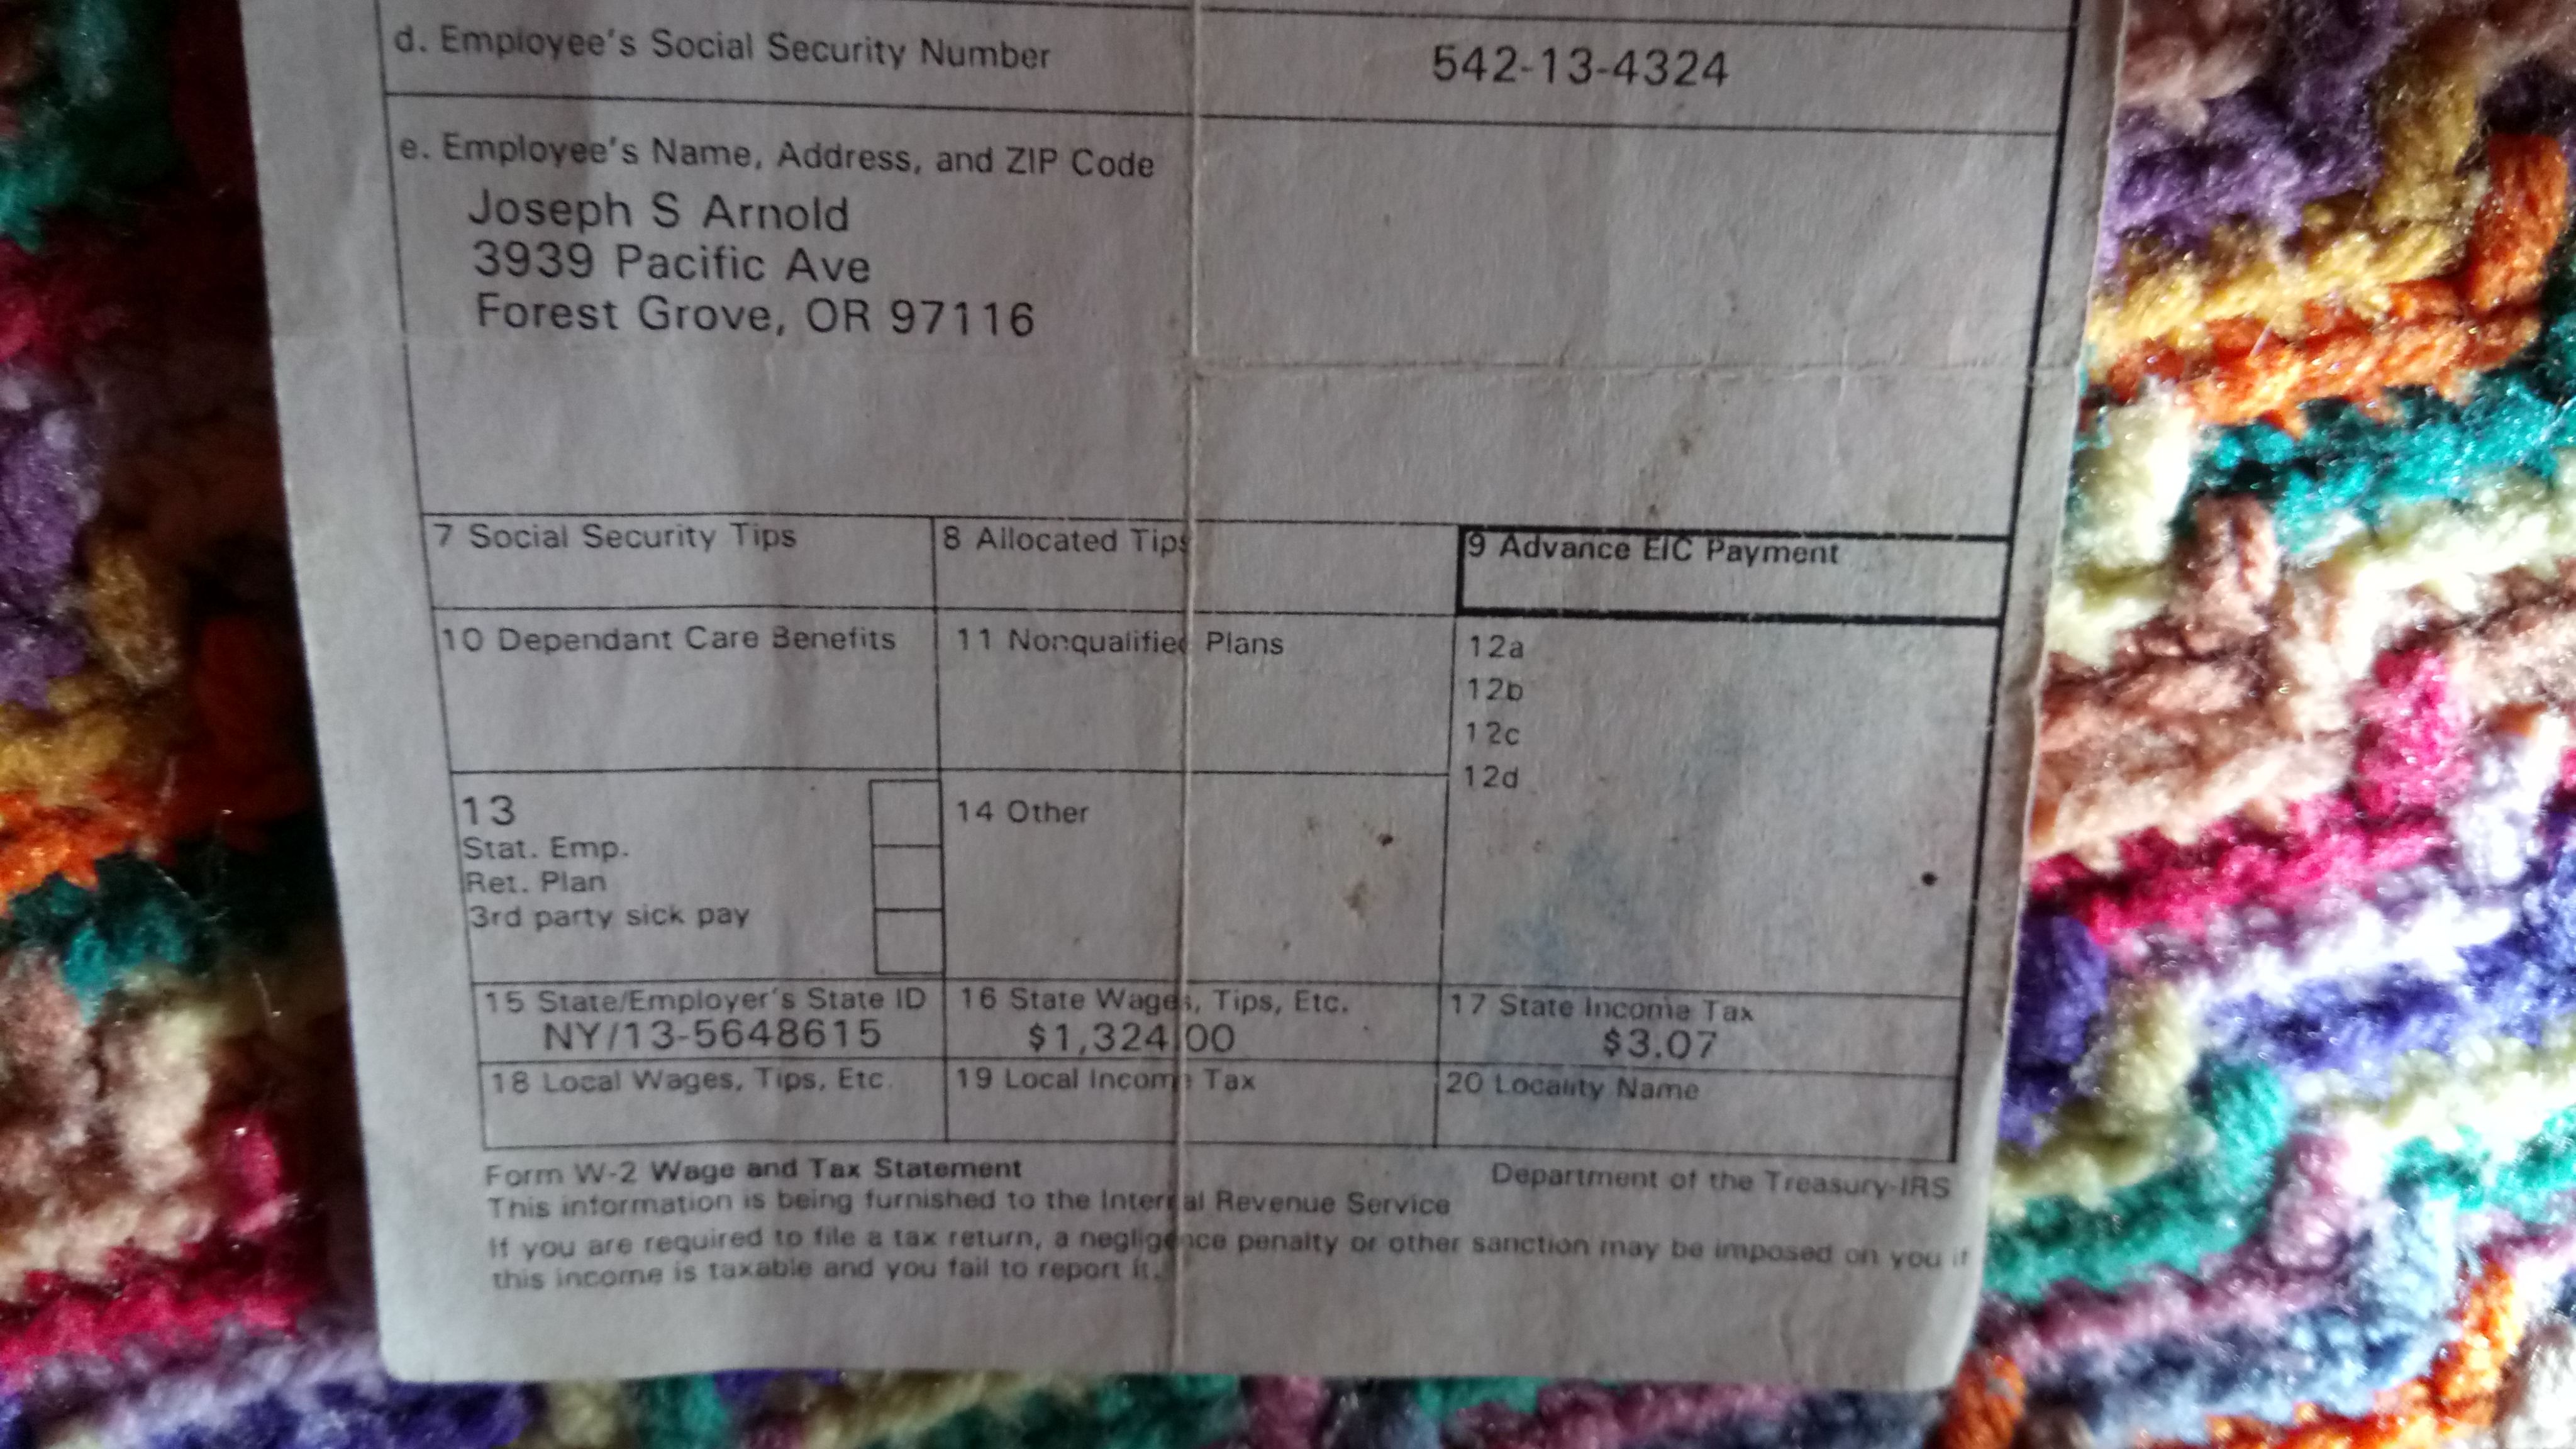 d. Employee's Social Security Number 542-13-4324
e. Employee's Name, Address, and ZIP Code
Joseph S Arnold
3939 Pacific Ave
Forest Grove, OR 97116
7 Social Security Tips 8 Allocated Tips 9 Advance EIC Payment
10 Dependant Care Benefits 11 Nonqualified Plans 12a
12b
12c
12d
13 14 Other
Stat. Emp.
Ret. Plan
3rd party sick pay
15 State/Employer's State ID 16 State Wages, Tips, Etc. 17 State Income Tax
NY/13-5648615 $1,324.00 $3.07
18 Local Wages, Tips, Etc. 19 Local Income Tax 20 Locality Name
Form W-2 Wage and Tax Statement Department of the Treasury-IRS
This information is being furnished to the Internal Revenue Service
If you are required to file a tax return, a negligence penalty or other sanction may be imposed on you if
this income is taxable and you fail to report it.